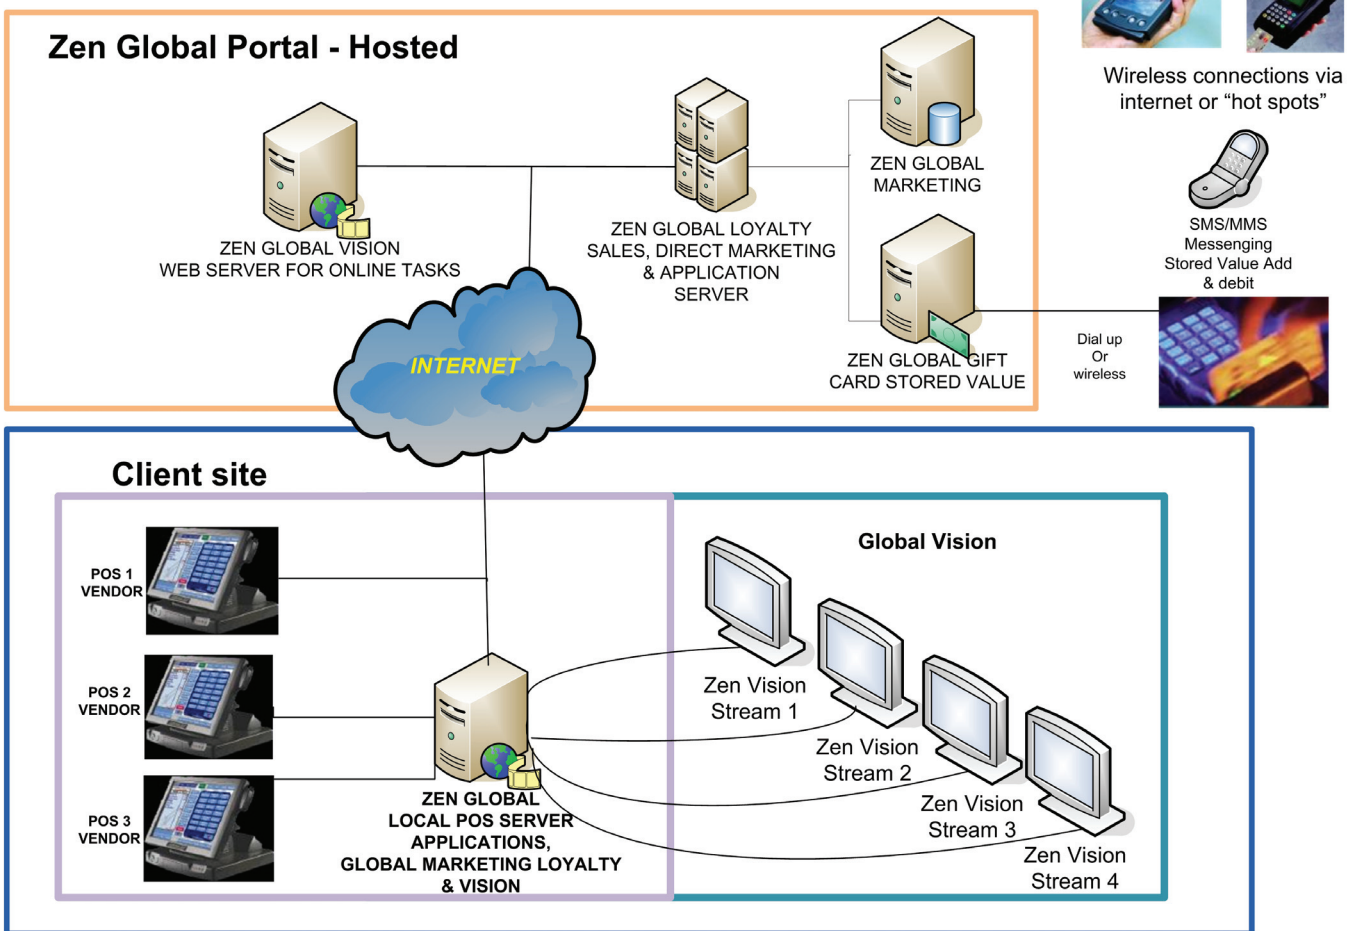 Zen Global Portal - Hosted
Wireless connections via
internet or “hot spots”
ZEN GLOBAL VISION
WEB SERVER FOR ONLINE TASKS
ZEN GLOBAL LOYALTY
SALES, DIRECT MARKETING
& APPLICATION
SERVER
ZEN GLOBAL
MARKETING
ZEN GLOBAL GIFT
CARD STORED VALUE
SMS/MMS
Messenging
Stored Value Add
& debit
Dial up
Or
wireless
INTERNET
Client site
POS 1
VENDOR
POS 2
VENDOR
POS 3
VENDOR
ZEN GLOBAL
LOCAL POS SERVER
APPLICATIONS,
GLOBAL MARKETING LOYALTY
& VISION
Global Vision
Zen Vision
Stream 1
Zen Vision
Stream 2
Zen Vision
Stream 3
Zen Vision
Stream 4